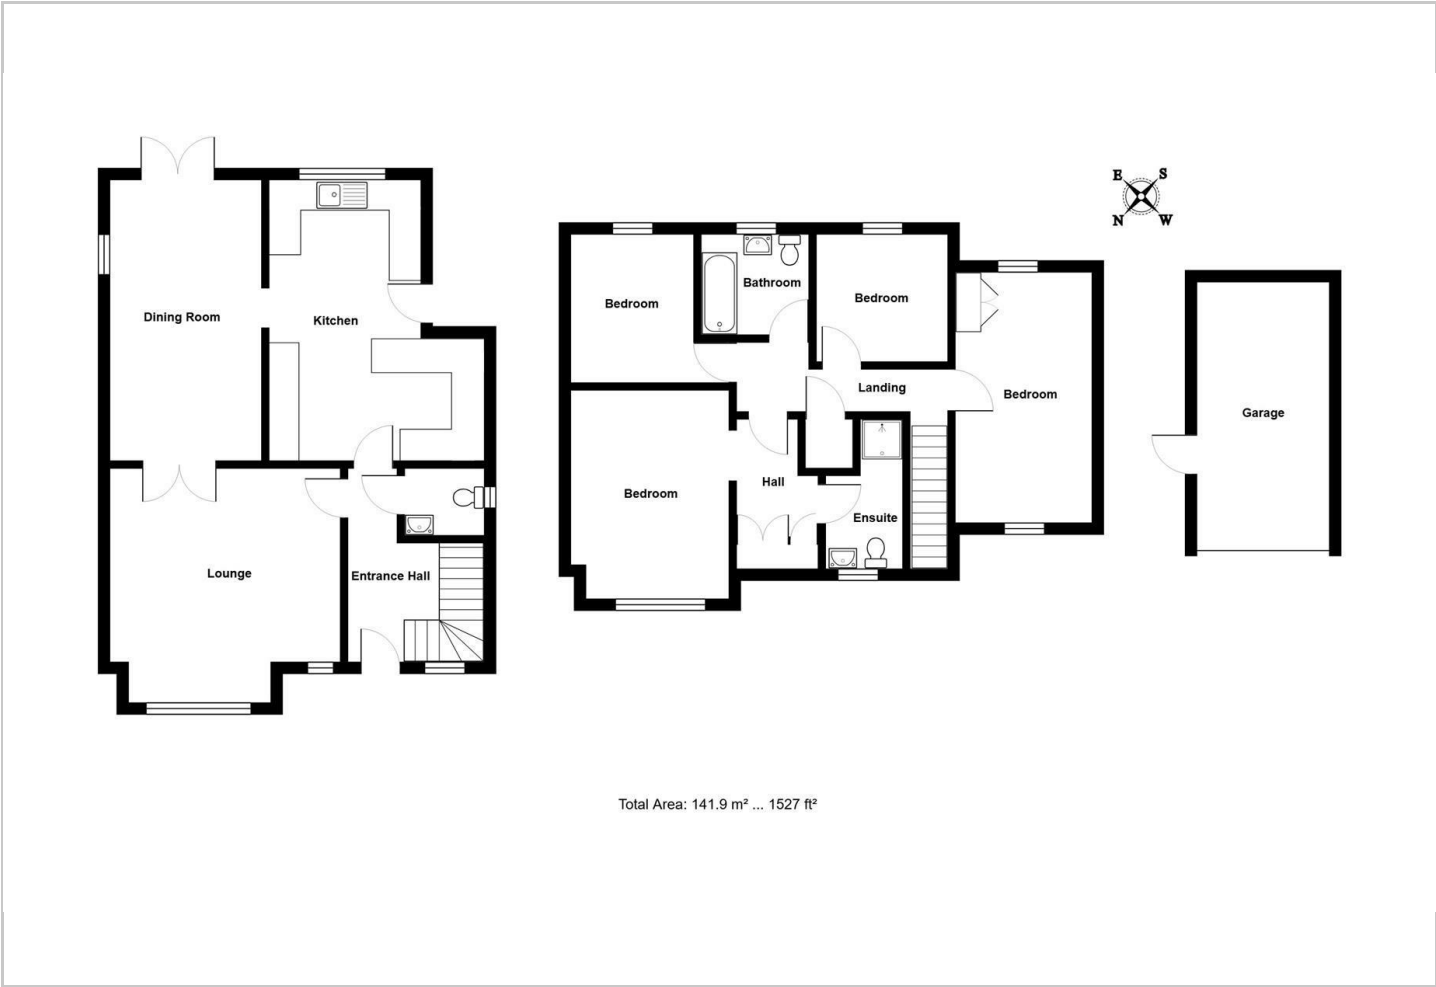 E S
N W
Dining Room
Kitchen
Lounge
Entrance Hall
Bedroom
Bathroom
Bedroom
Landing
Bedroom
Bedroom
Hall
Ensuite
Garage
Total Area: 141.9 m² ... 1527 ft²